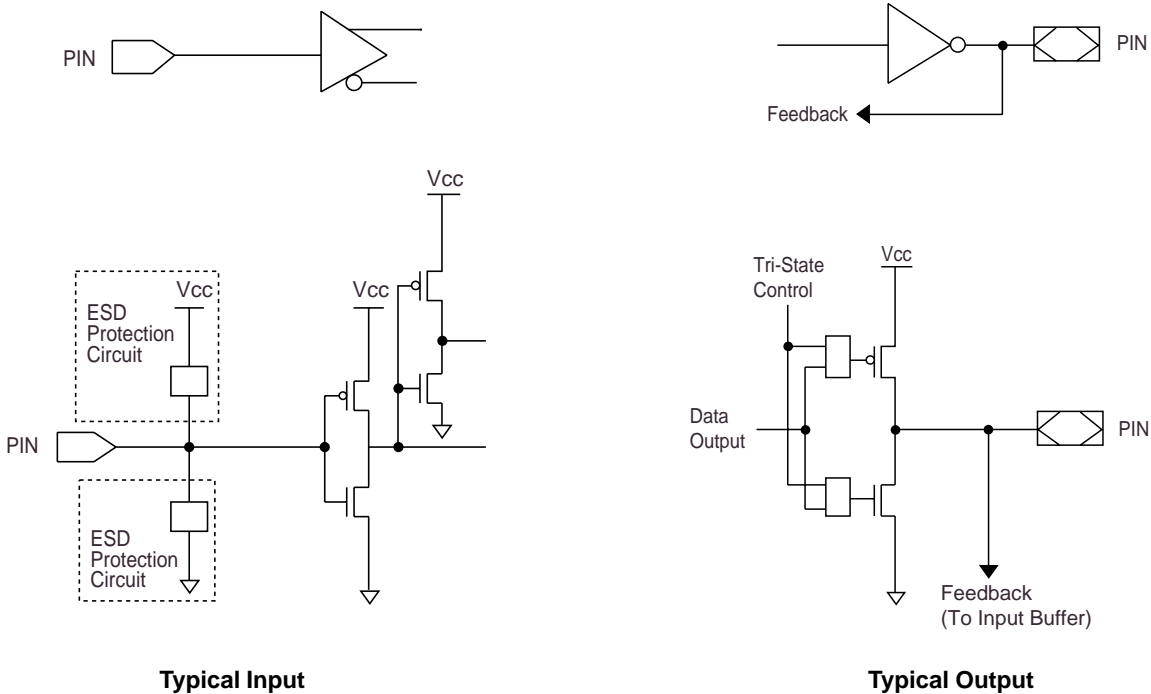 PIN
PIN
Feedback
Vcc
Vcc
Vcc
ESD
Protection
Circuit
PIN
ESD
Protection
Circuit
Typical Input
Vcc
Tri-State
Control
Data
Output
PIN
Feedback
(To Input Buffer)
Typical Output